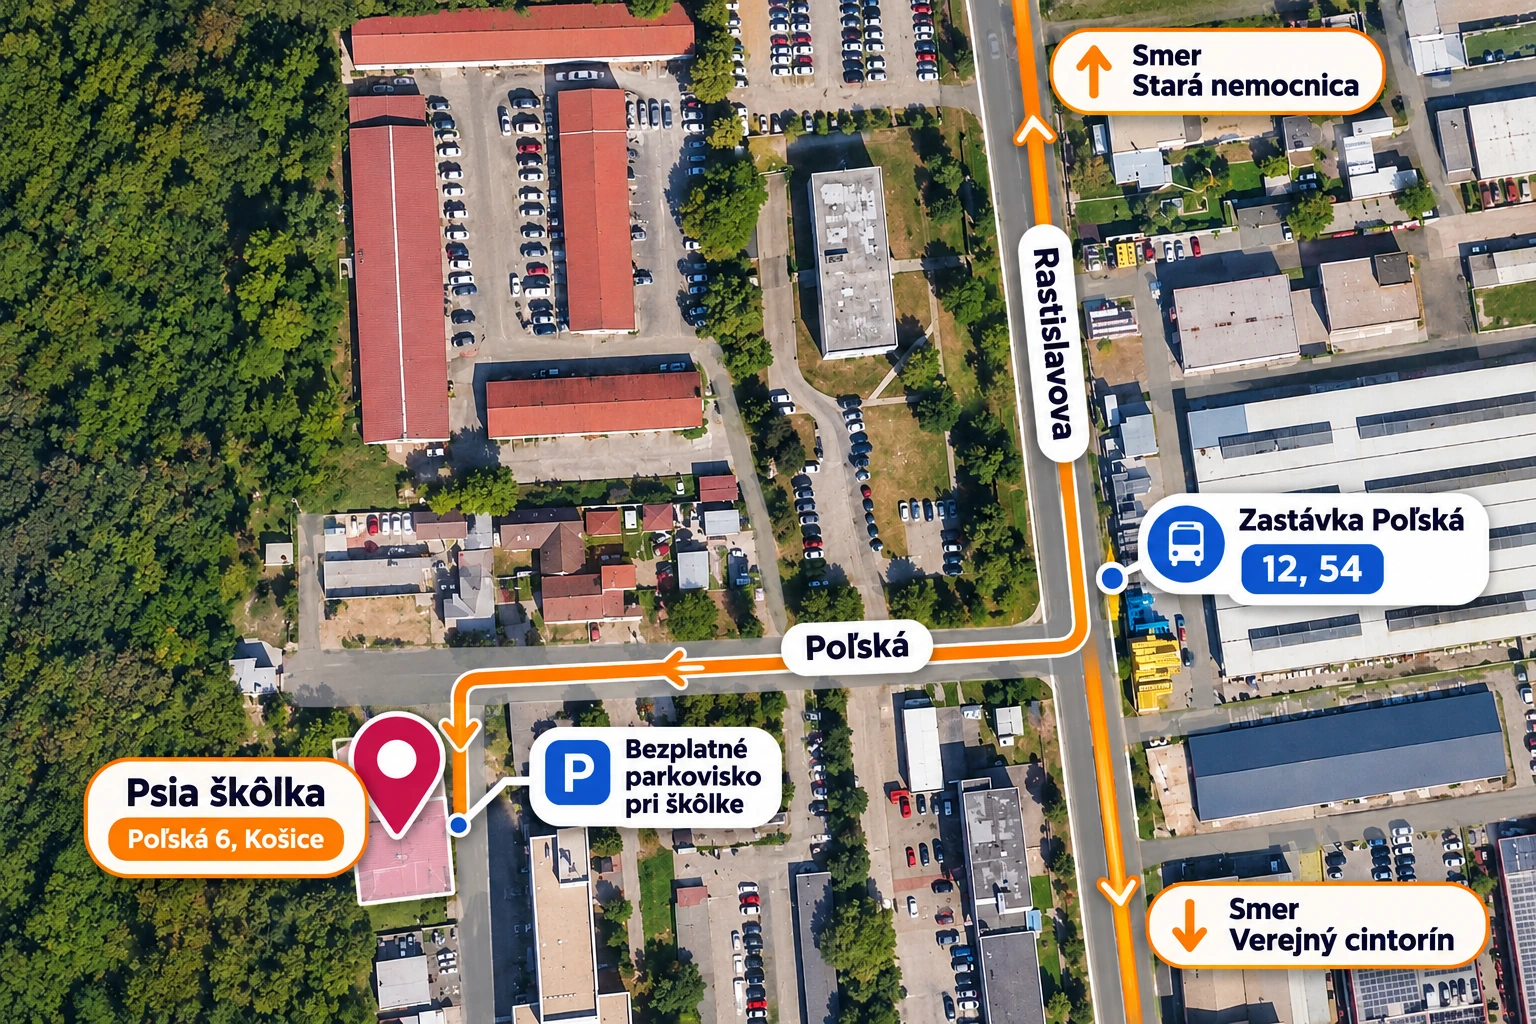 Smer
Stará nemocnica
Rastislavova
Zastávka Poľská
12, 54
Poľská
P
Bezplatné
parkovisko
pri škôlke
Psia škôlka
Poľská 6, Košice
Smer
Verejný cintorín